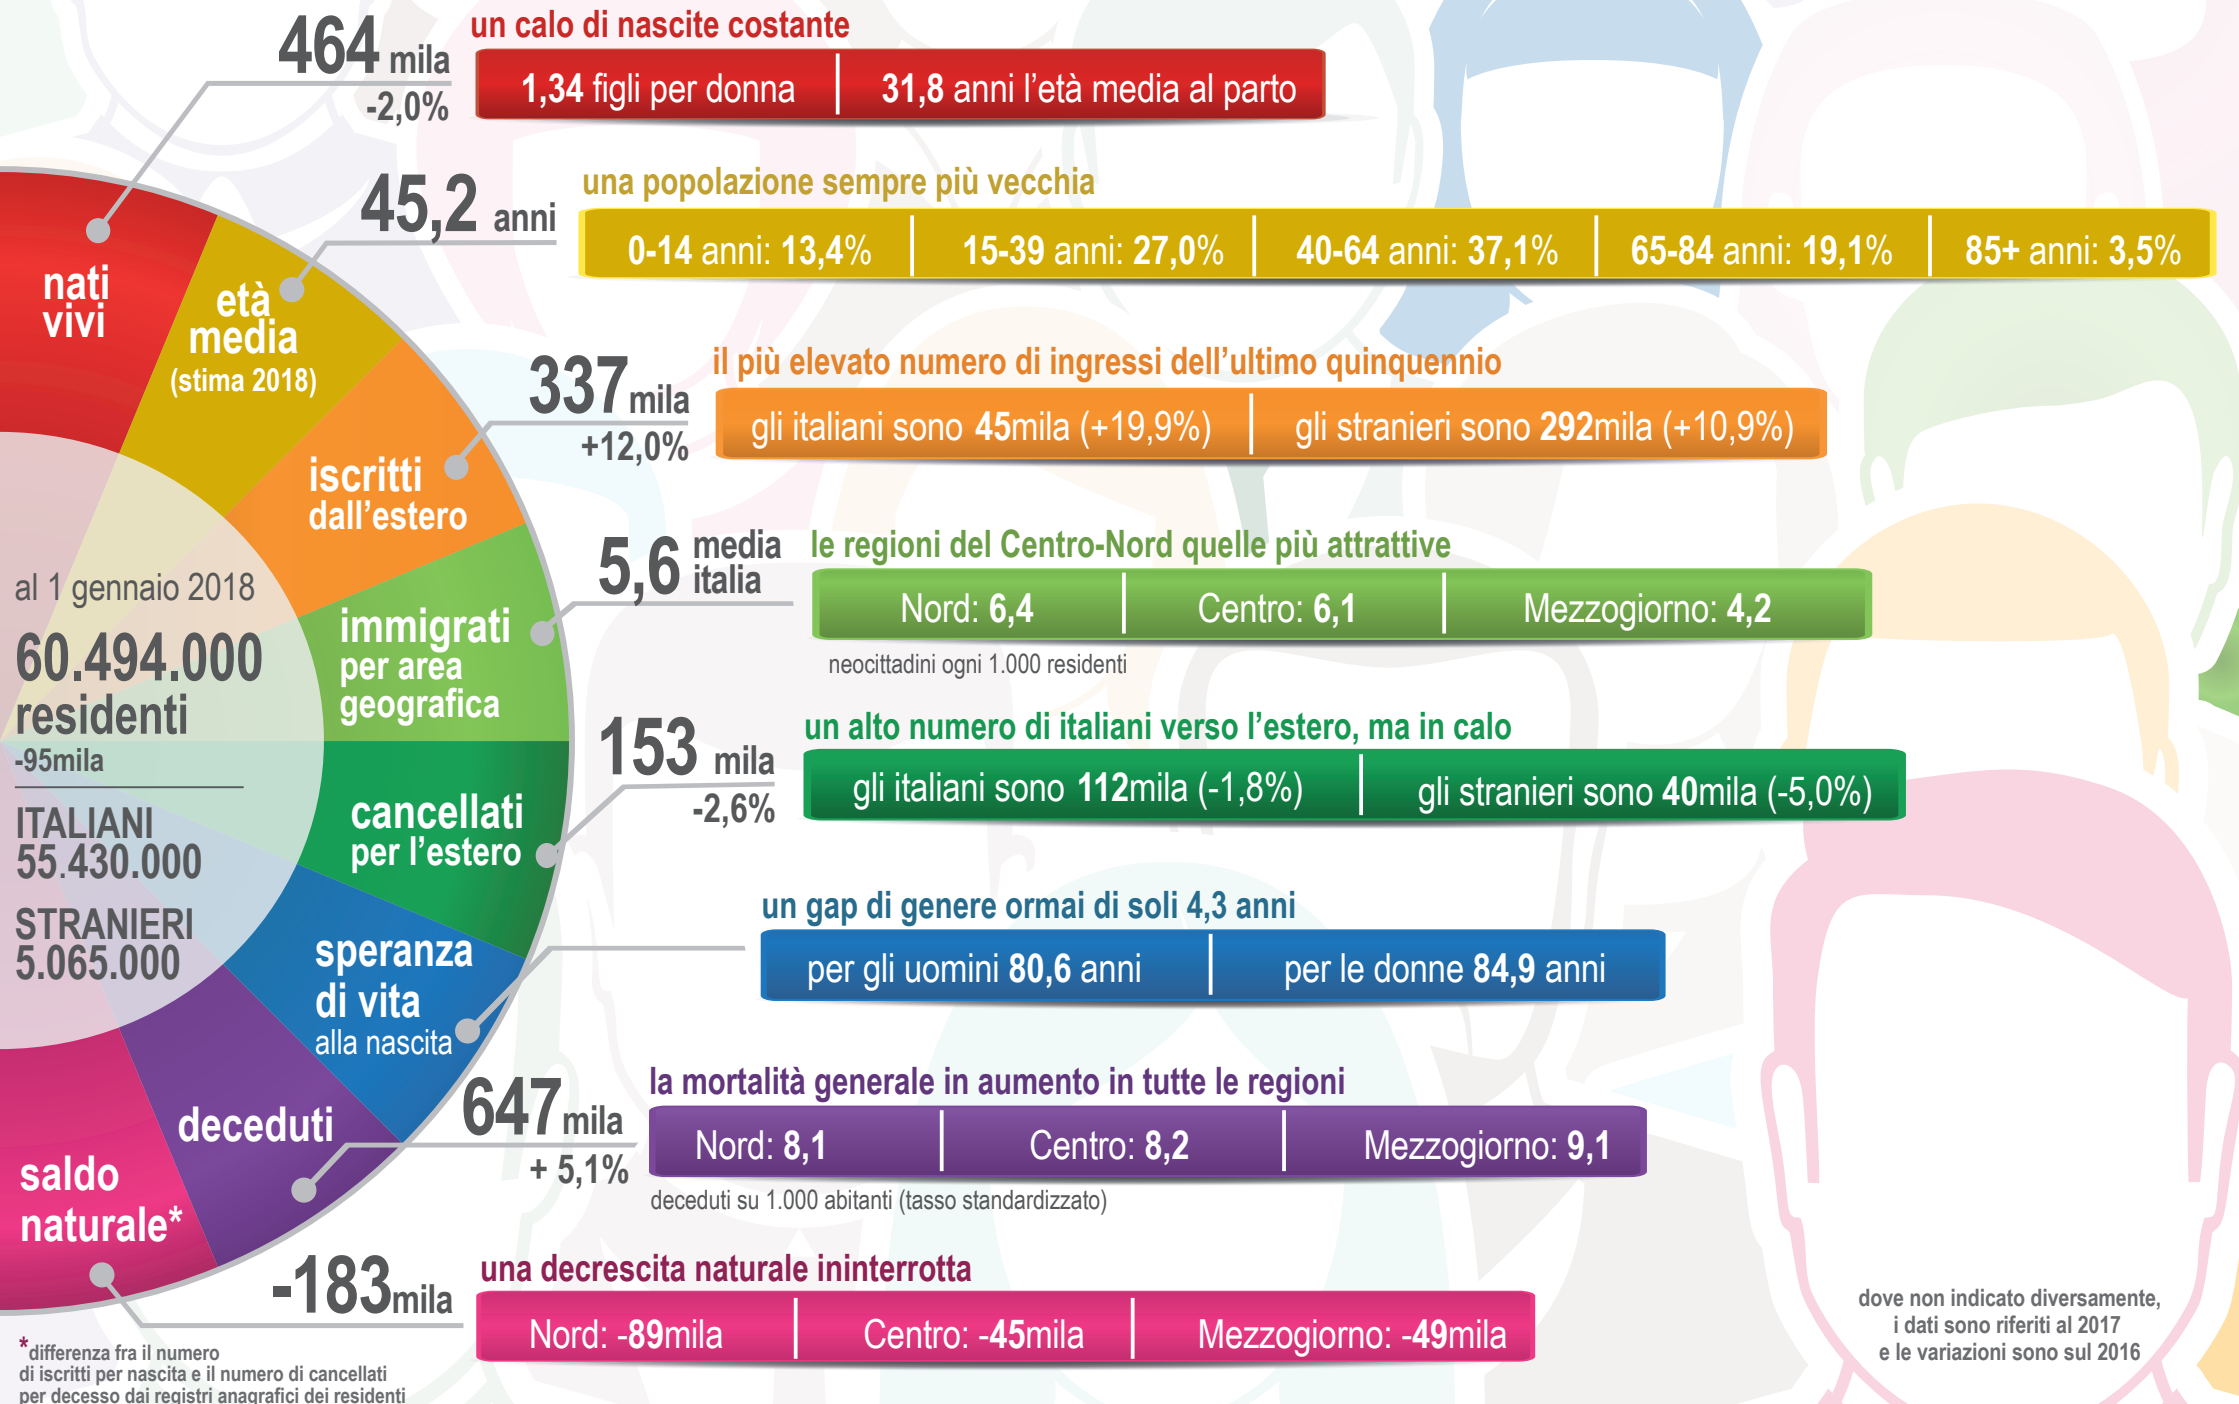 464 mila
-2,0%
un calo di nascite costante
1,34 figli per donna
31,8 anni l'età media al parto
nati
vivi
45,2 anni
una popolazione sempre più vecchia
0-14 anni: 13,4%
15-39 anni: 27,0%
40-64 anni: 37,1%
65-84 anni: 19,1%
85+ anni: 3,5%
età
media
(stima 2018)
337mila
+12,0%
il più elevato numero di ingressi dell'ultimo quinquennio
gli italiani sono 45mila (+19,9%)
gli stranieri sono 292mila (+10,9%)
iscritti
dall'estero
5,6 media
italia
le regioni del Centro-Nord quelle più attrattive
Nord: 6,4
Centro: 6,1
Mezzogiorno: 4,2
neocittadini ogni 1.000 residenti
immigrati
per area
geografica
al 1 gennaio 2018
60.494.000
residenti
-95mila
ITALIANI
55.430.000
STRANIERI
5.065.000
153 mila
-2,6%
un alto numero di italiani verso l'estero, ma in calo
gli italiani sono 112mila (-1,8%)
gli stranieri sono 40mila (-5,0%)
cancellati
per l'estero
un gap di genere ormai di soli 4,3 anni
per gli uomini 80,6 anni
per le donne 84,9 anni
speranza
di vita
alla nascita
647mila
+ 5,1%
la mortalità generale in aumento in tutte le regioni
Nord: 8,1
Centro: 8,2
Mezzogiorno: 9,1
deceduti su 1.000 abitanti (tasso standardizzato)
deceduti
saldo
naturale*
-183mila
una decrescita naturale ininterrotta
Nord: -89mila
Centro: -45mila
Mezzogiorno: -49mila
*differenza fra il numero
di iscritti per nascita e il numero di cancellati
per decesso dai registri anagrafici dei residenti
dove non indicato diversamente,
i dati sono riferiti al 2017
e le variazioni sono sul 2016